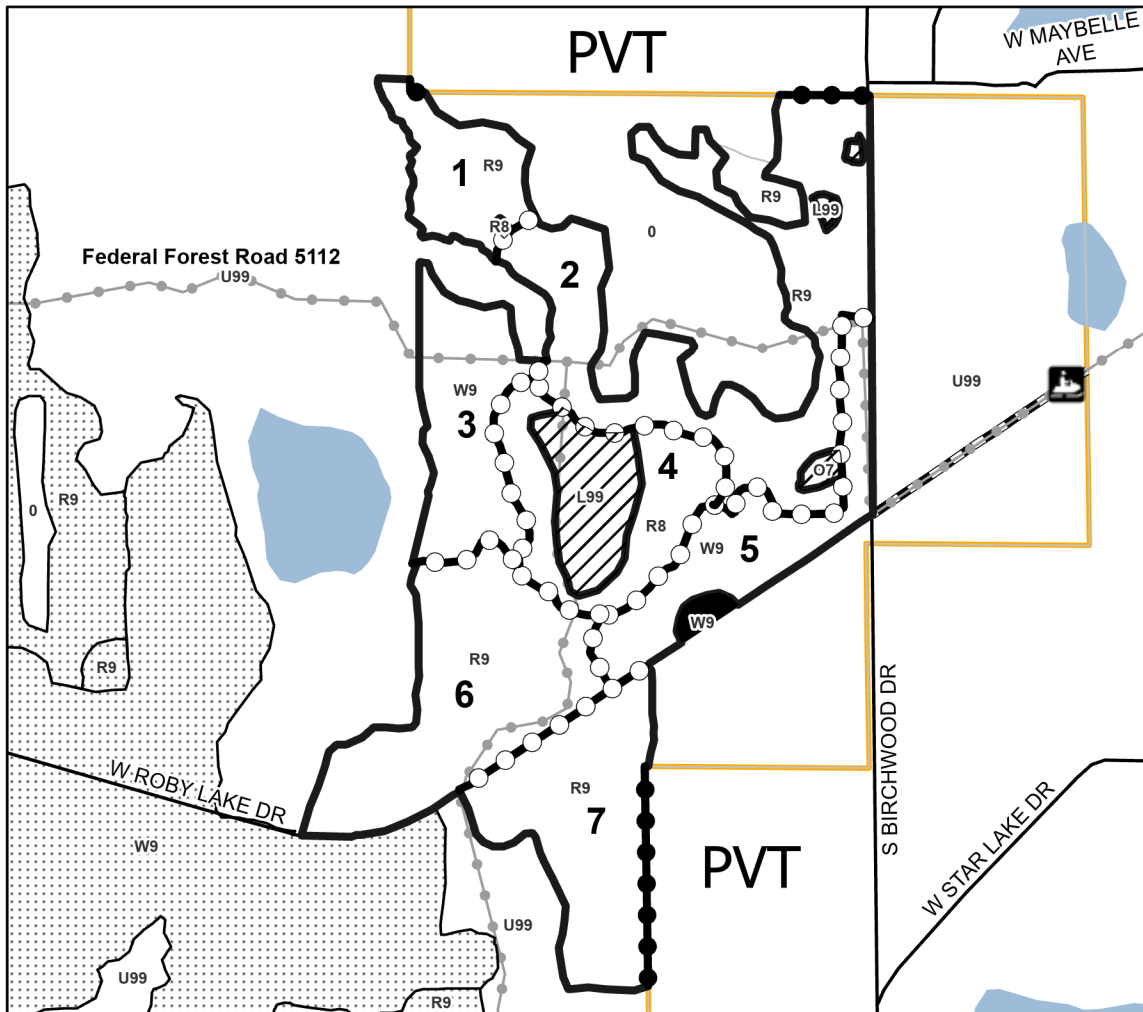 PVT
W MAYBELLE
AVE
1
R9
R9
L99
R8
0
Federal Forest Road 5112
U99
2
R9
W9
3
U99
4
O7
L99
R9
0
R8
W9
5
W9
R9
R9
6
S BIRCHWOOD DR
W ROBY LAKE DR
R9
7
W STAR LAKE DR
W9
PVT
U99
U99
R9